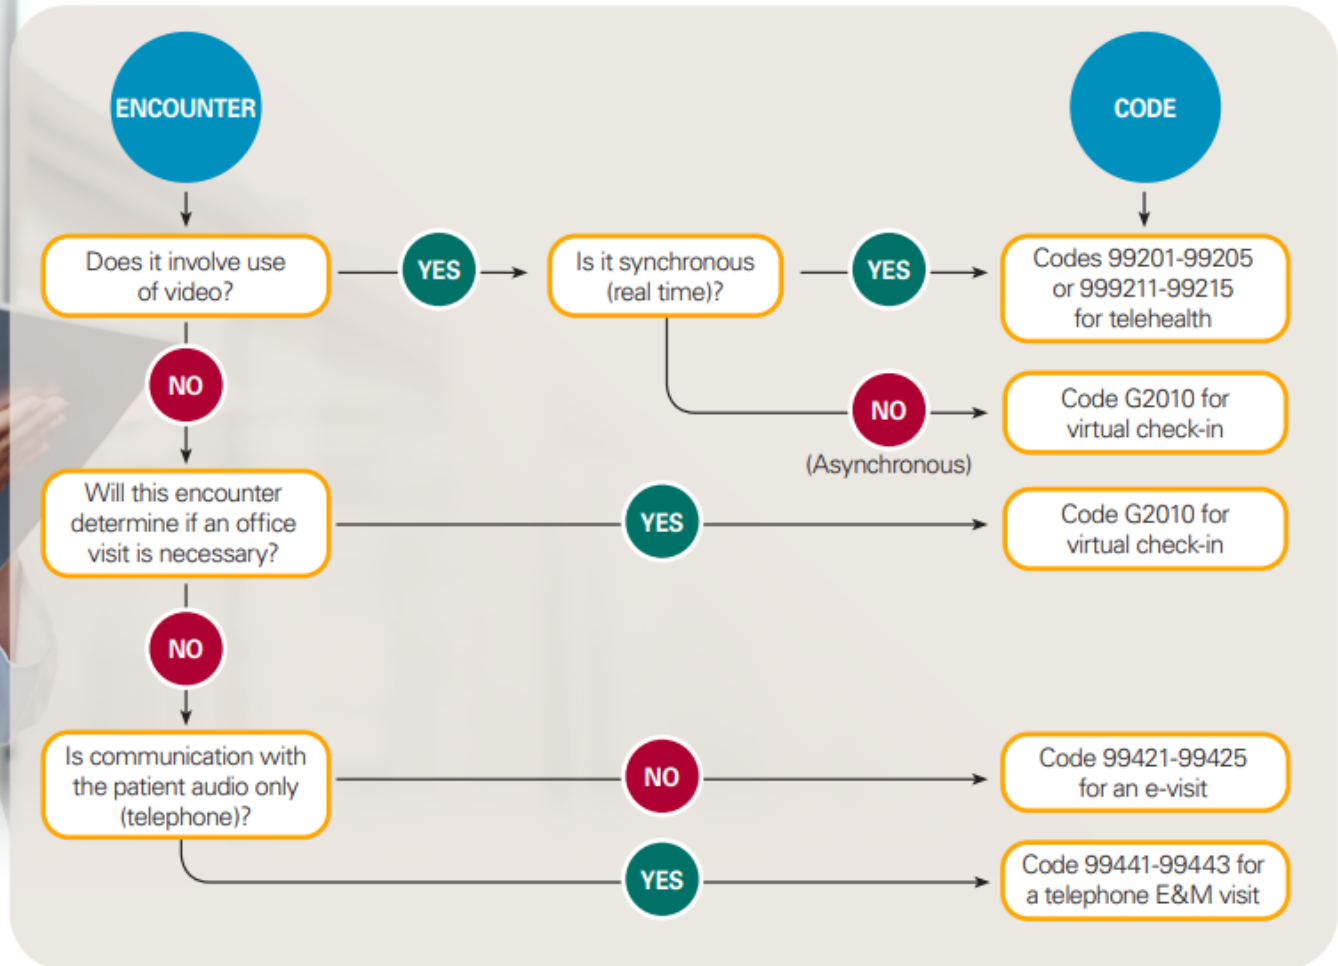 ENCOUNTER
CODE
Does it involve use
of video?
YES
Is it synchronous
(real time)?
YES
Codes 99201-99205
or 999211-99215
for telehealth
NO
NO
(Asynchronous)
Code G2010 for
virtual check-in
Will this encounter
determine if an office
visit is necessary?
YES
Code G2010 for
virtual check-in
NO
Is communication with
the patient audio only
(telephone)?
NO
Code 99421-99425
for an e-visit
YES
Code 99441-99443 for
a telephone E&M visit